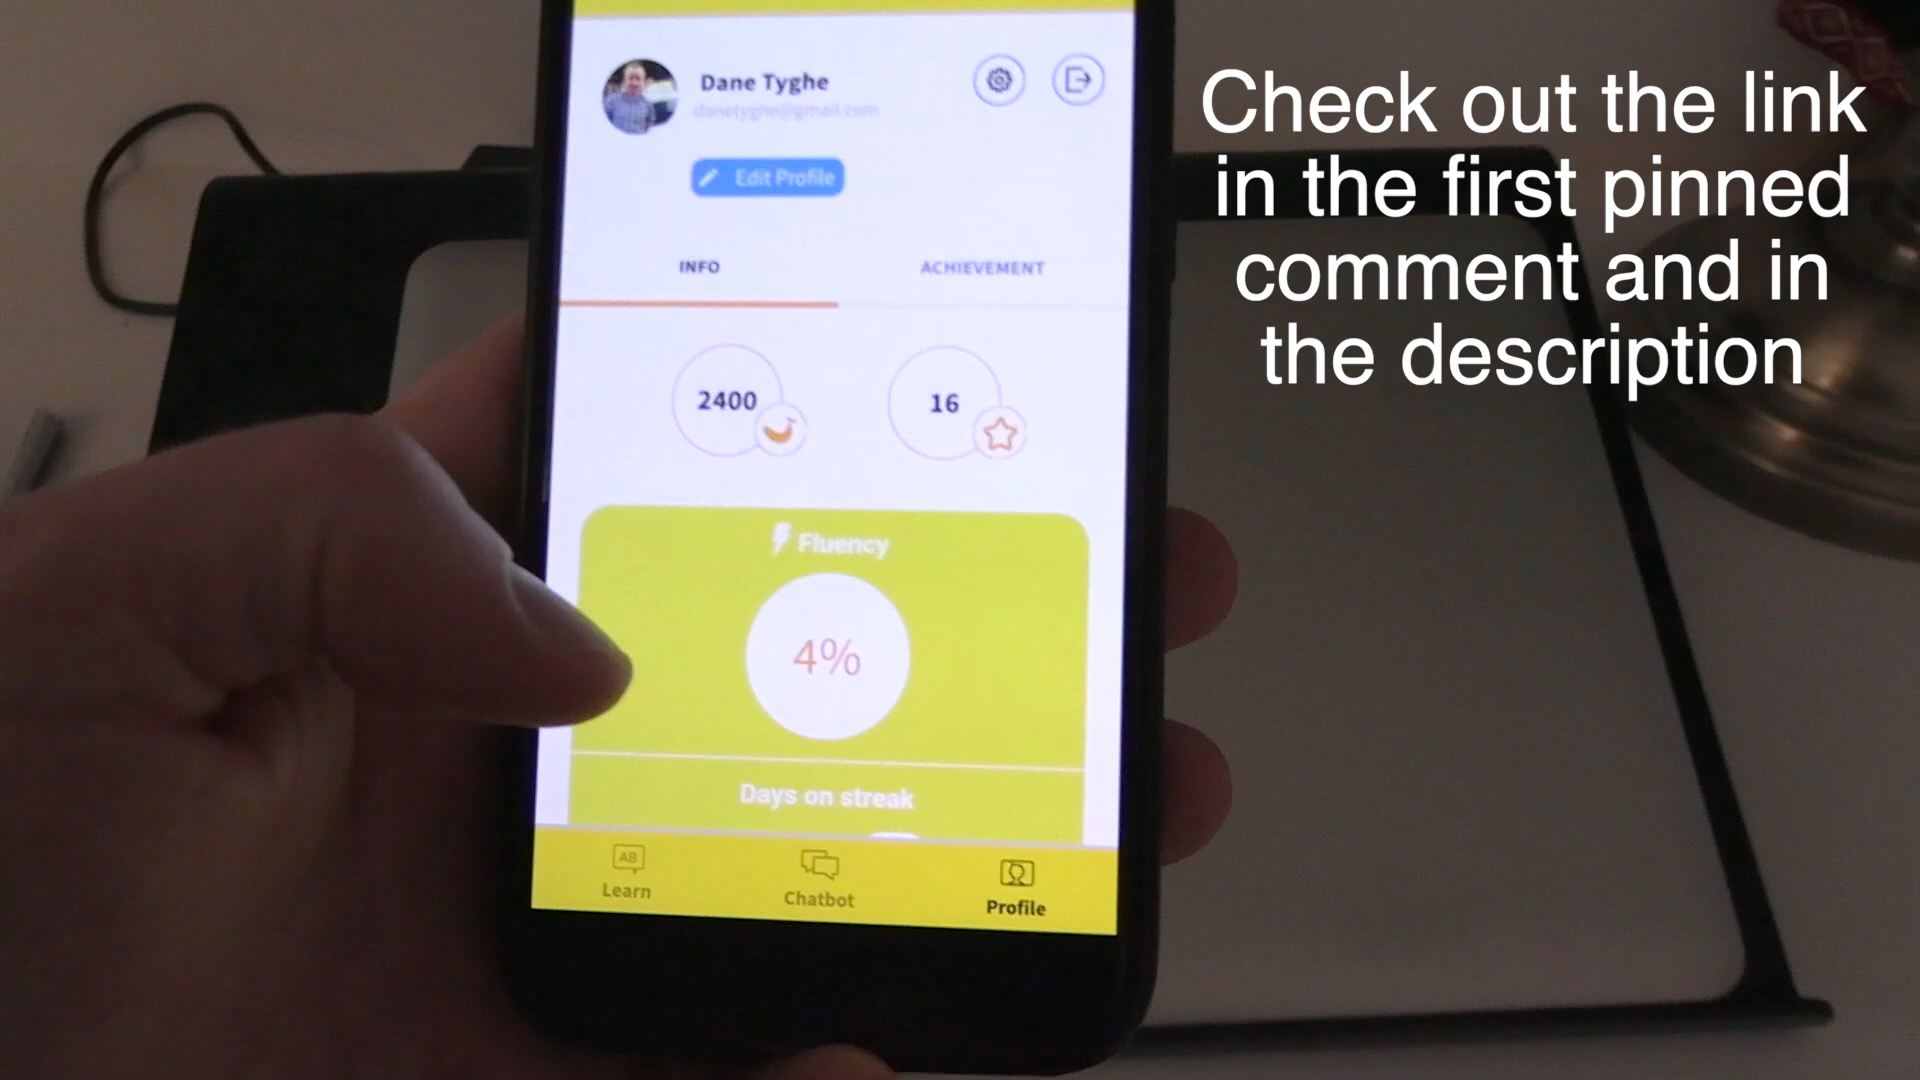 Dane Tyghe
danetyghe@gmail.com
Edit Profile
INFO
ACHIEVEMENT
2400
16
Fluency
4%
Days on streak
AB
Learn
Chatbot
Profile
Check out the link
in the first pinned
comment and in
the description